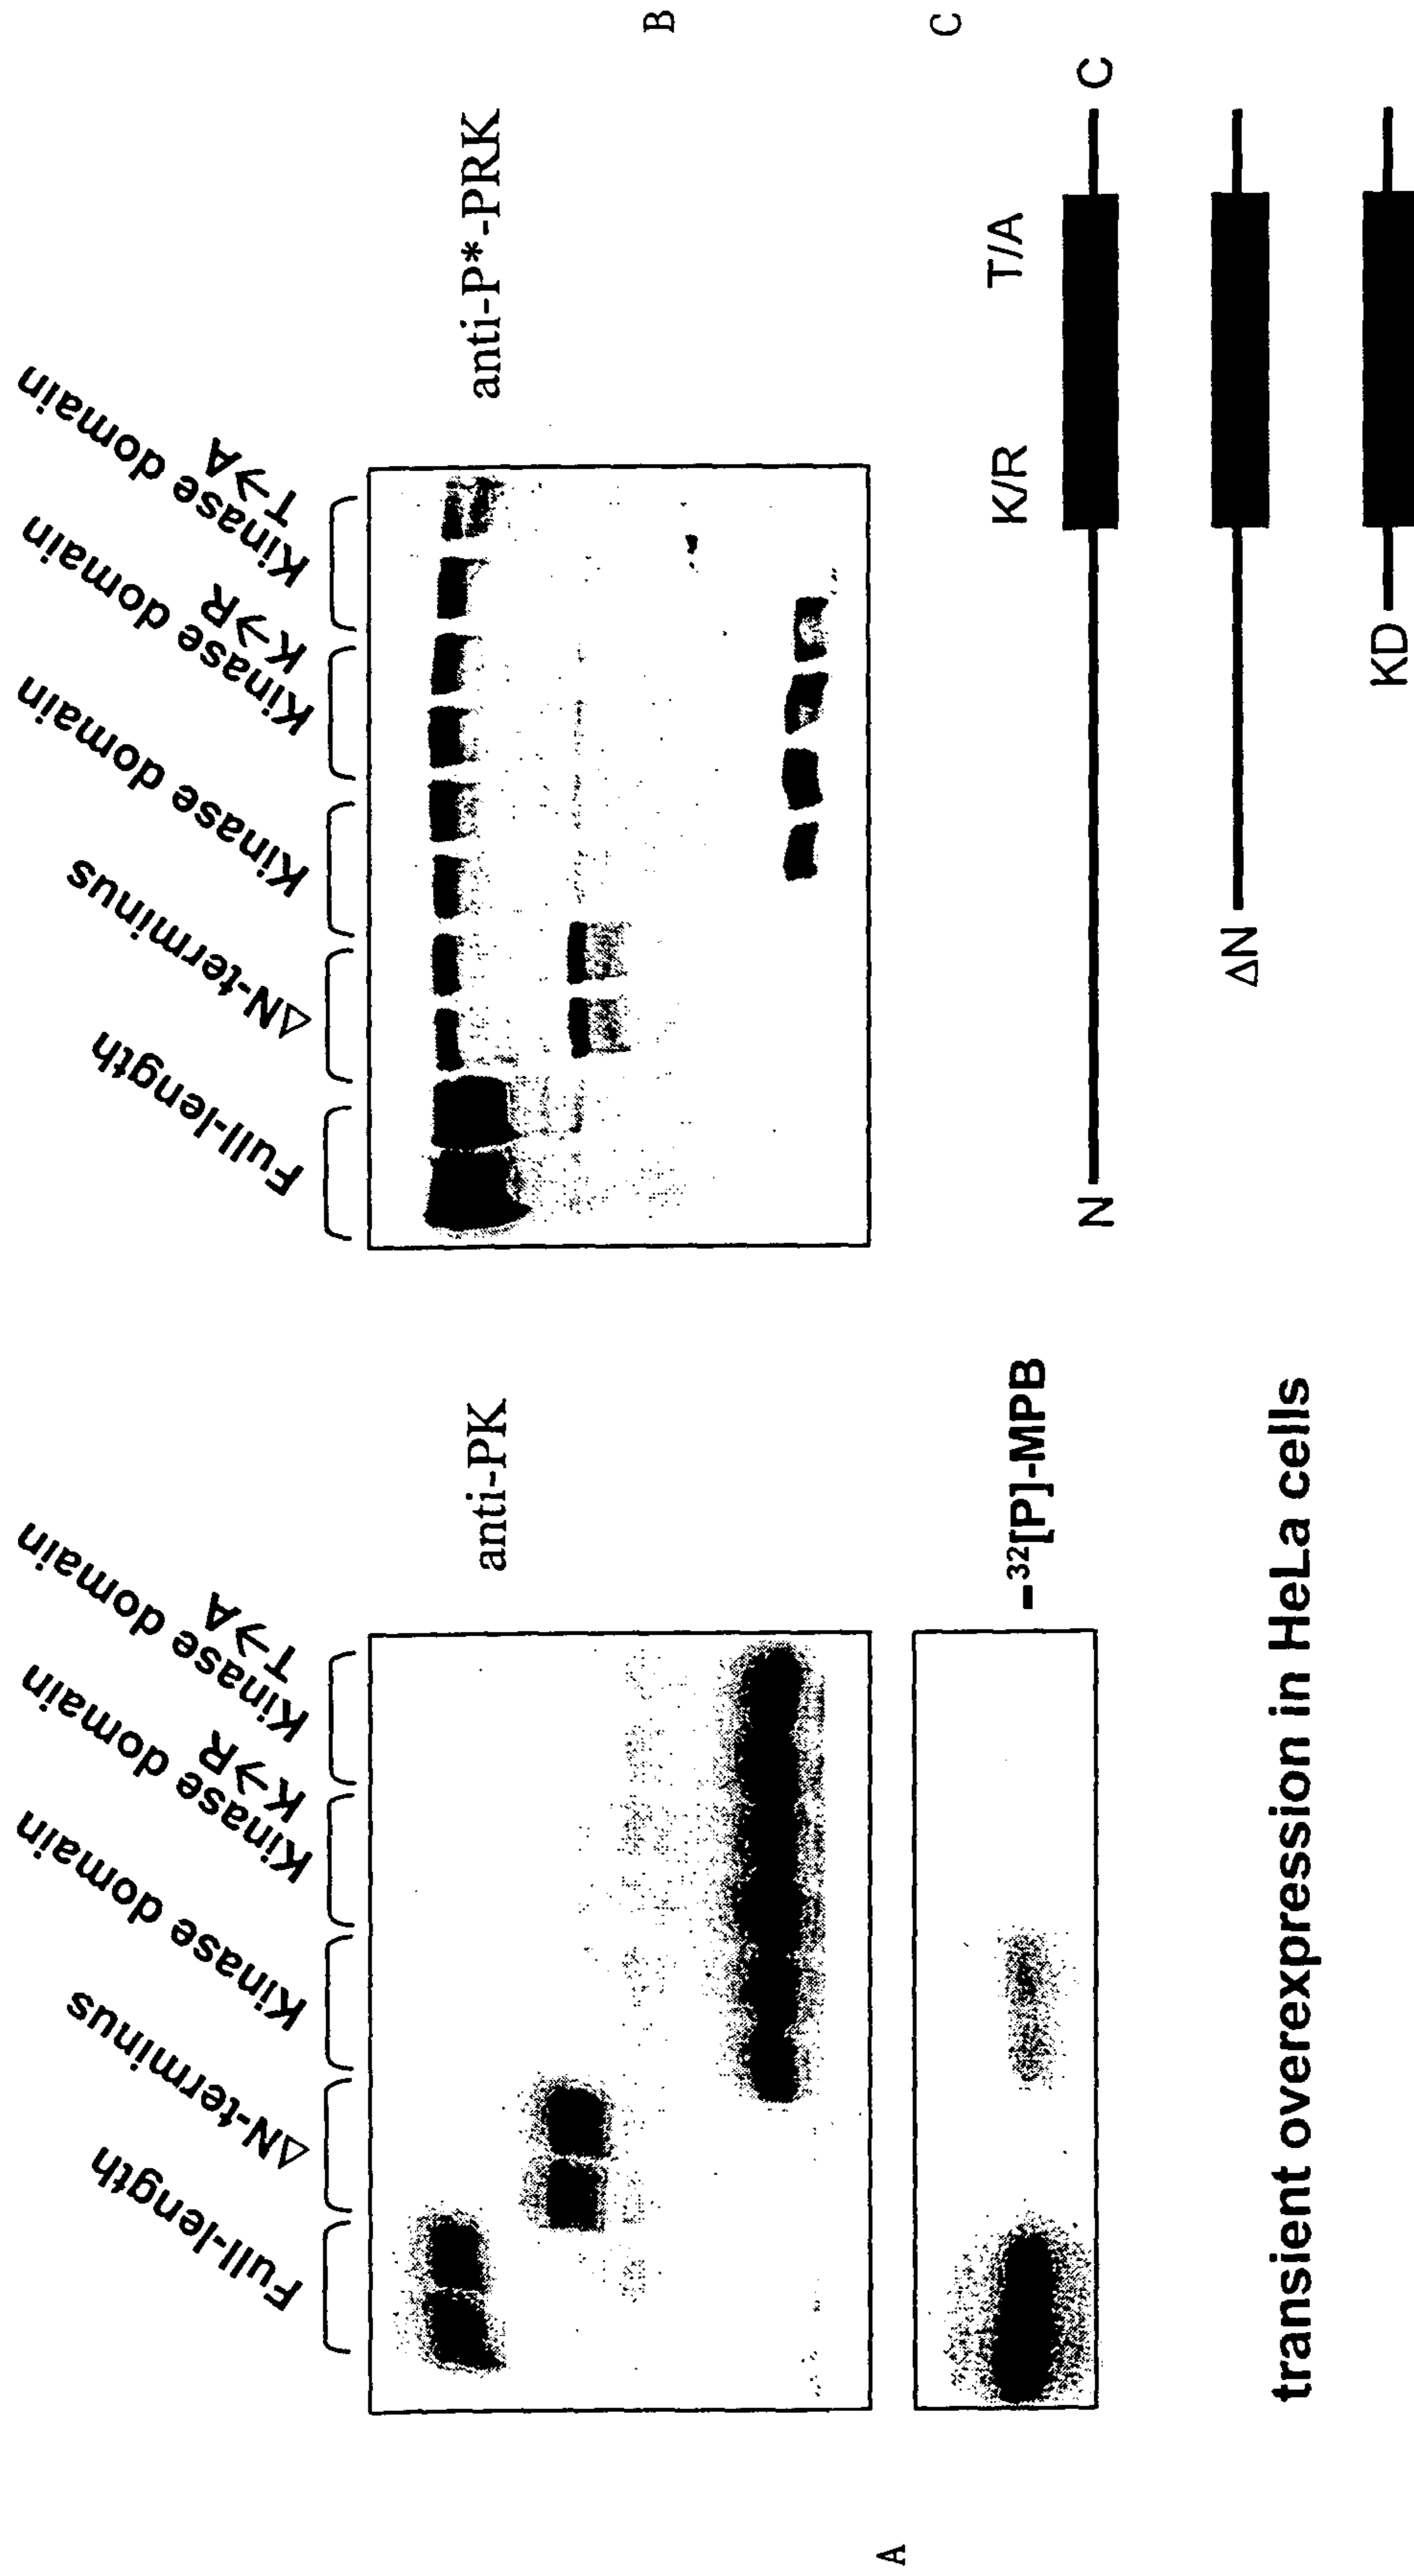 A
Full-length
ΔN-terminus
Kinase domain
Kinase domain
K→R
Kinase domain
T→A
anti-PK
–³²[P]-MPB
transient overexpression in HeLa cells
Full-length
ΔN-terminus
Kinase domain
Kinase domain
K→R
Kinase domain
T→A
anti-P*-PRK
B
C
K/R T/A
N C
ΔN
KD